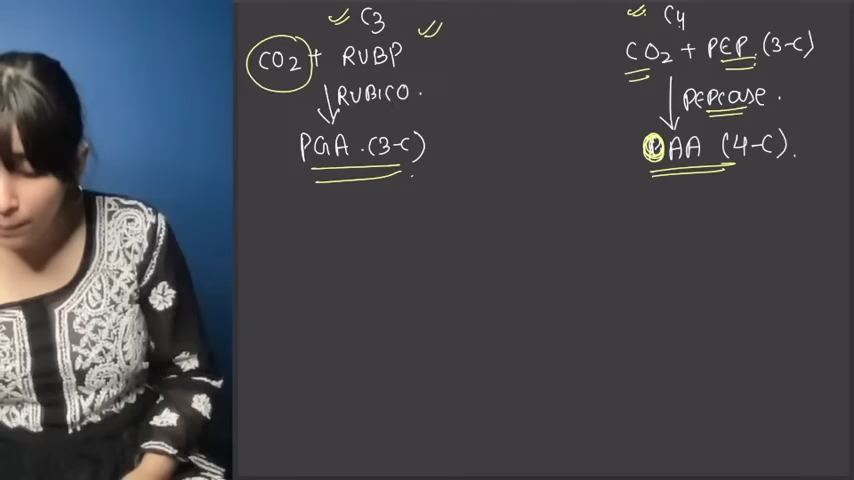 C3
CO2 + RUBP
RUBICO.
PGA.(3-C).
C4
CO2 + PEP.(3-C)
PEPcase.
OAA (4-C).